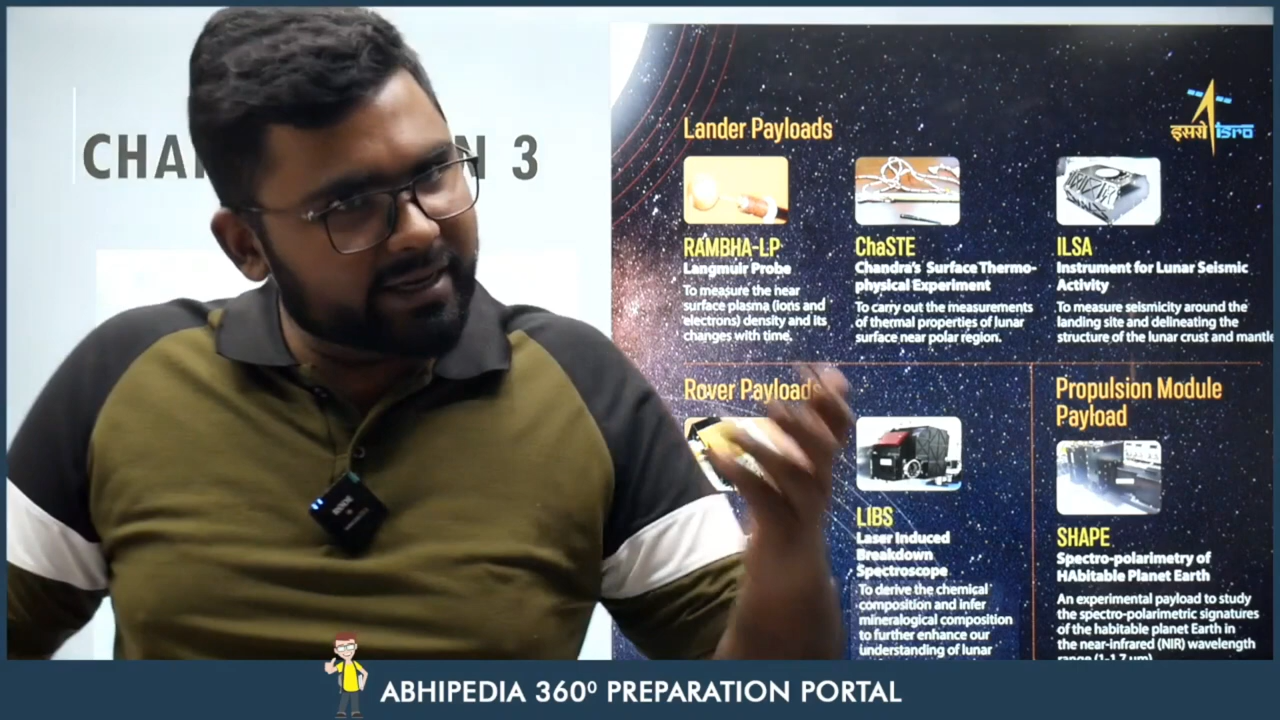 CHA N 3
इसरो isro
Lander Payloads
RAMBHA-LP
Langmuir Probe
To measure the near
surface plasma (ions and
electrons) density and its
changes with time.
ChaSTE
Chandra's Surface Thermo-
physical Experiment
To carry out the measurements
of thermal properties of lunar
surface near polar region.
ILSA
Instrument for Lunar Seismic
Activity
To measure seismicity around the
landing site and delineating the
structure of the lunar crust and mantle
Rover Payloads
LIBS
Laser Induced
Breakdown
Spectroscope
To derive the chemical
composition and infer
mineralogical composition
to further enhance our
understanding of lunar
Propulsion Module
Payload
SHAPE
Spectro-polarimetry of
HAbitable Planet Earth
An experimental payload to study
the spectro-polarimetric signatures
of the habitable planet Earth in
the near-infrared (NIR) wavelength
range (1-1.7 μm)
ABHIPEDIA 360⁰ PREPARATION PORTAL